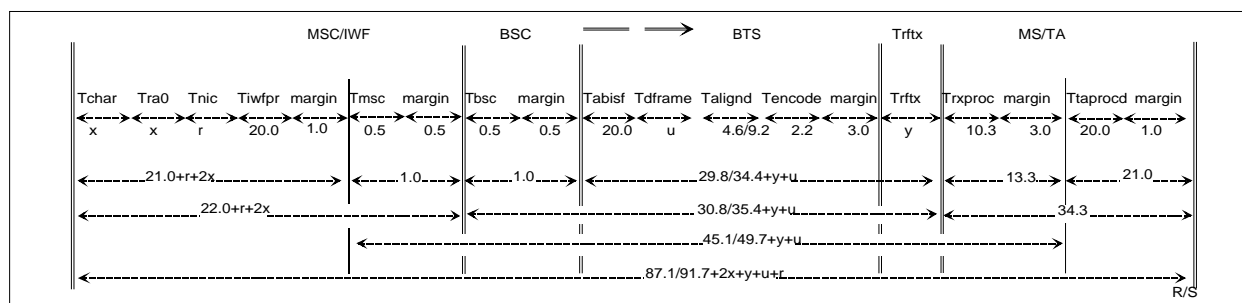 MSC/IWF BSC BTS Trftx MS/TA
Tchar Tra0 Tnic Tiwfpr margin Tmsc margin Tbsc margin Tabisf Tdframe Talignd Tencode margin Trftx Trxproc margin Ttaprocd margin
x x r 20.0 1.0 0.5 0.5 0.5 0.5 20.0 u 4.6/9.2 2.2 3.0 y 10.3 3.0 20.0 1.0
21.0+r+2x 1.0 1.0 29.8/34.4+y+u 13.3 21.0
22.0+r+2x 30.8/35.4+y+u 34.3
45.1/49.7+y+u
87.1/91.7+2x+y+u+r
R/S